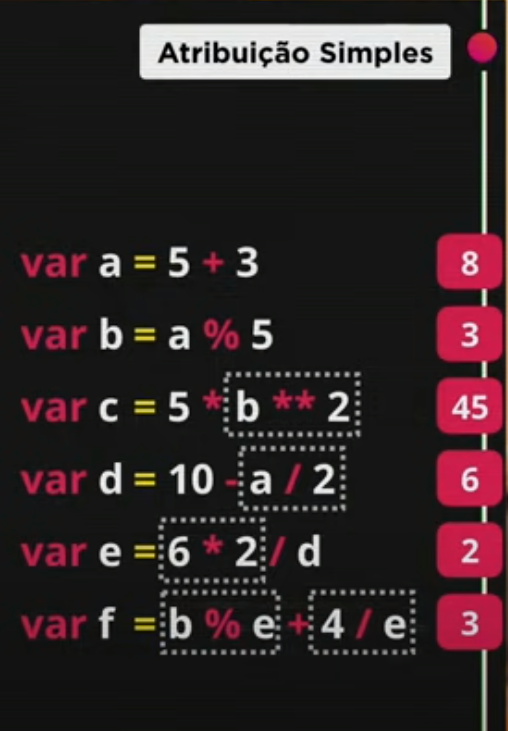 Atribuição Simples
var a = 5 + 3 8
var b = a % 5 3
var c = 5 * b ** 2 45
var d = 10 - a / 2 6
var e = 6 * 2 / d 2
var f = b % e + 4 / e 3